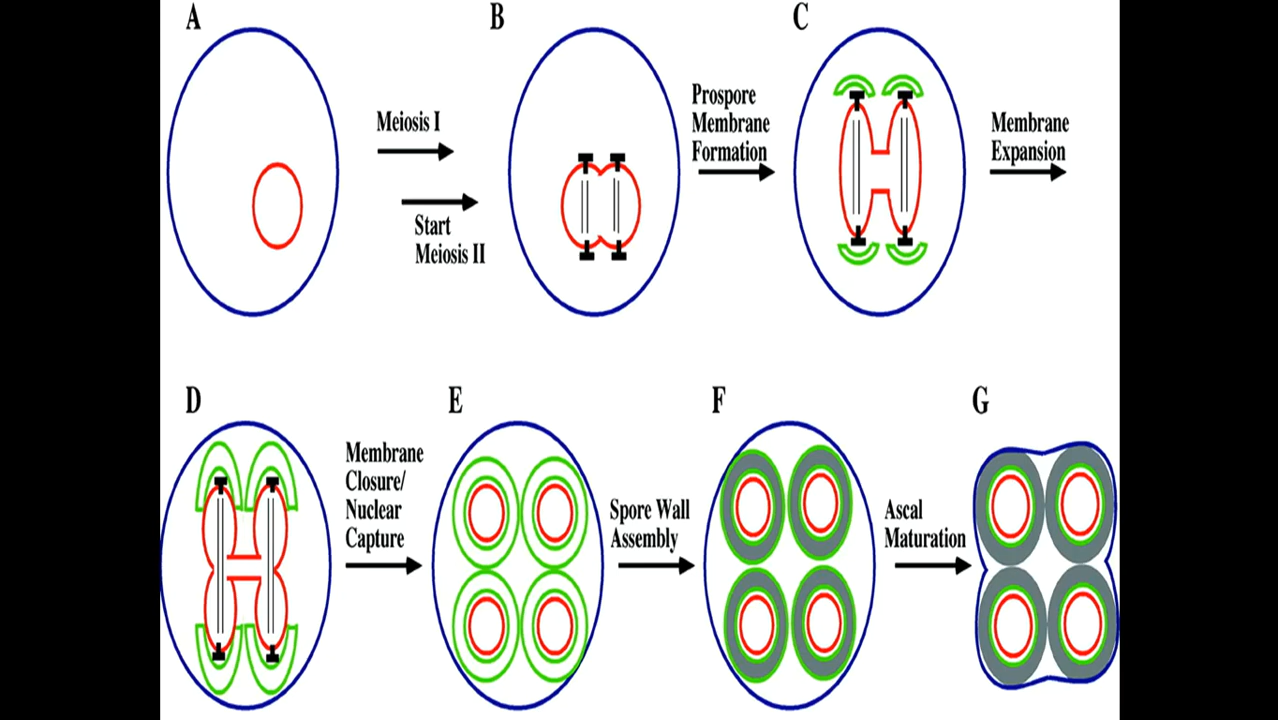 A
B
C
Meiosis I
Start
Meiosis II
Prospore
Membrane
Formation
Membrane
Expansion
D
E
F
G
Membrane
Closure/
Nuclear
Capture
Spore Wall
Assembly
Ascal
Maturation